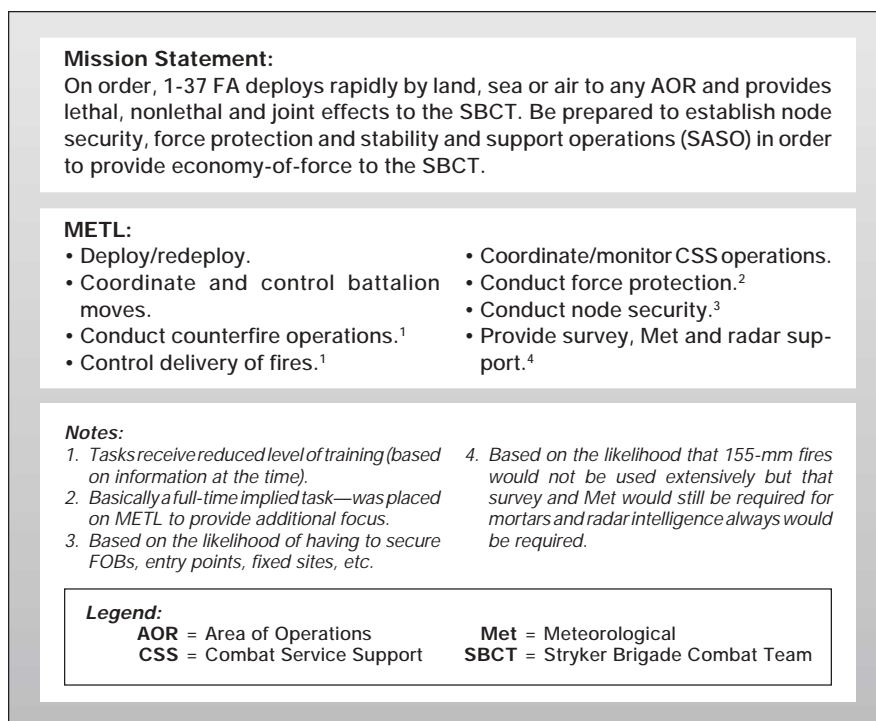 Mission Statement:
On order, 1-37 FA deploys rapidly by land, sea or air to any AOR and provides
lethal, nonlethal and joint effects to the SBCT. Be prepared to establish node
security, force protection and stability and support operations (SASO) in order
to provide economy-of-force to the SBCT.
METL:
• Deploy/redeploy.
• Coordinate and control battalion
moves.
• Conduct counterfire operations.1
• Control delivery of fires.1
• Coordinate/monitor CSS operations.
• Conduct force protection.2
• Conduct node security.3
• Provide survey, Met and radar sup-
port.4
Notes:
1. Tasks receive reduced level of training (based
on information at the time).
2. Basically a full-time implied task—was placed
on METL to provide additional focus.
3. Based on the likelihood of having to secure
FOBs, entry points, fixed sites, etc.
4. Based on the likelihood that 155-mm fires
would not be used extensively but that
survey and Met would still be required for
mortars and radar intelligence always would
be required.
Legend:
AOR = Area of Operations
CSS = Combat Service Support
Met = Meteorological
SBCT = Stryker Brigade Combat Team